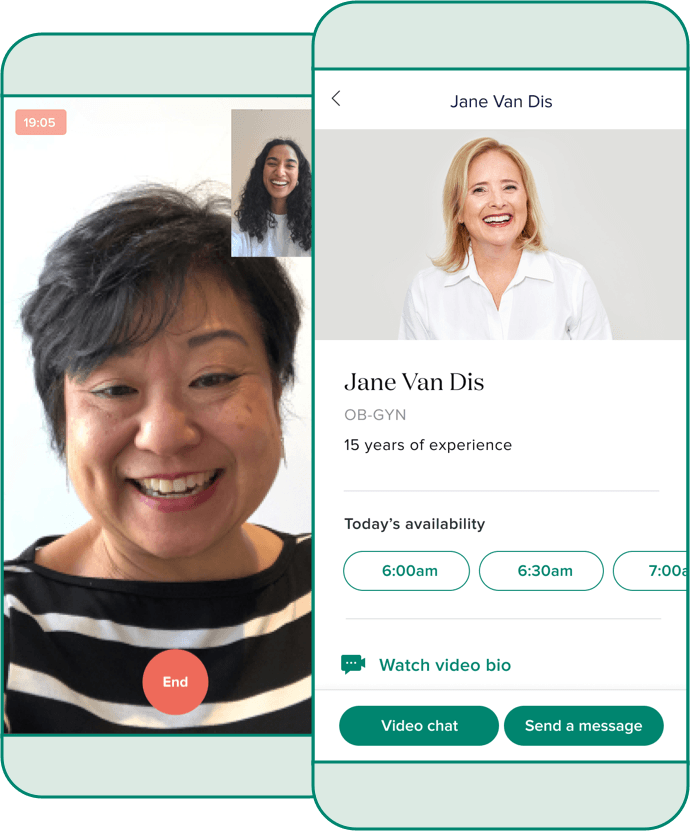 19:05
End
Jane Van Dis
Jane Van Dis
OB-GYN
15 years of experience
Today’s availability
6:00am 6:30am 7:00a
Watch video bio
Video chat Send a message